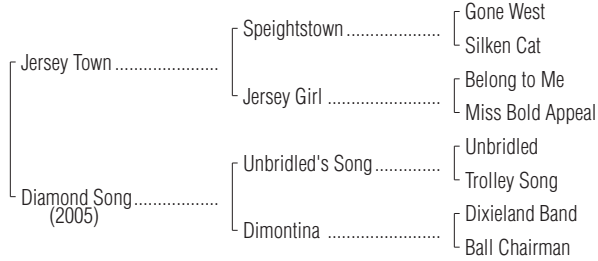 Gone West
Speightstown
Silken Cat
Jersey Town
Belong to Me
Jersey Girl
Miss Bold Appeal
Unbridled
Unbridled's Song
Trolley Song
Diamond Song
(2005)
Dixieland Band
Dimontina
Ball Chairman